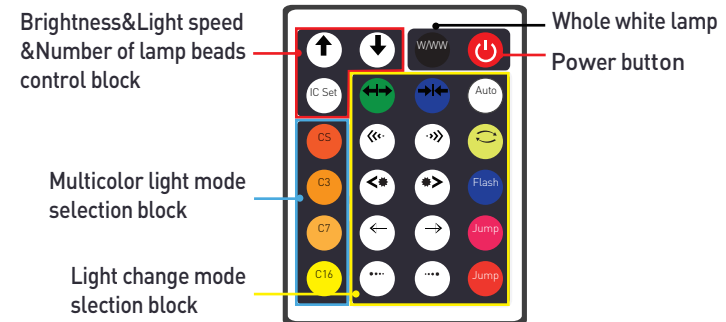 Brightness&Light speed
&Number of lamp beads
control block
Whole white lamp
Power button
W/WW
IC Set
Auto
CS
C3
Flash
C7
Jump
C16
Jump
Multicolor light mode
selection block
Light change mode
slection block